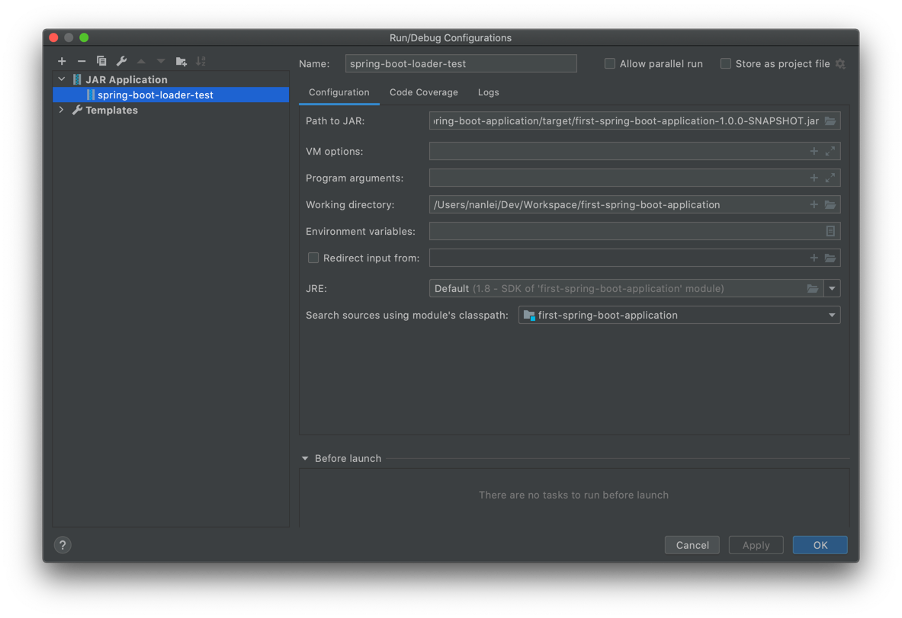 Run/Debug Configurations
JAR Application
spring-boot-loader-test
Templates
Name: spring-boot-loader-test Allow parallel run Store as project file
Configuration Code Coverage Logs
Path to JAR: ring-boot-application/target/first-spring-boot-application-1.0.0-SNAPSHOT.jar
VM options:
Program arguments:
Working directory: /Users/nanlei/Dev/Workspace/first-spring-boot-application
Environment variables:
Redirect input from:
JRE: Default (1.8 - SDK of 'first-spring-boot-application' module)
Search sources using module's classpath: first-spring-boot-application
Before launch
There are no tasks to run before launch
? Cancel Apply OK